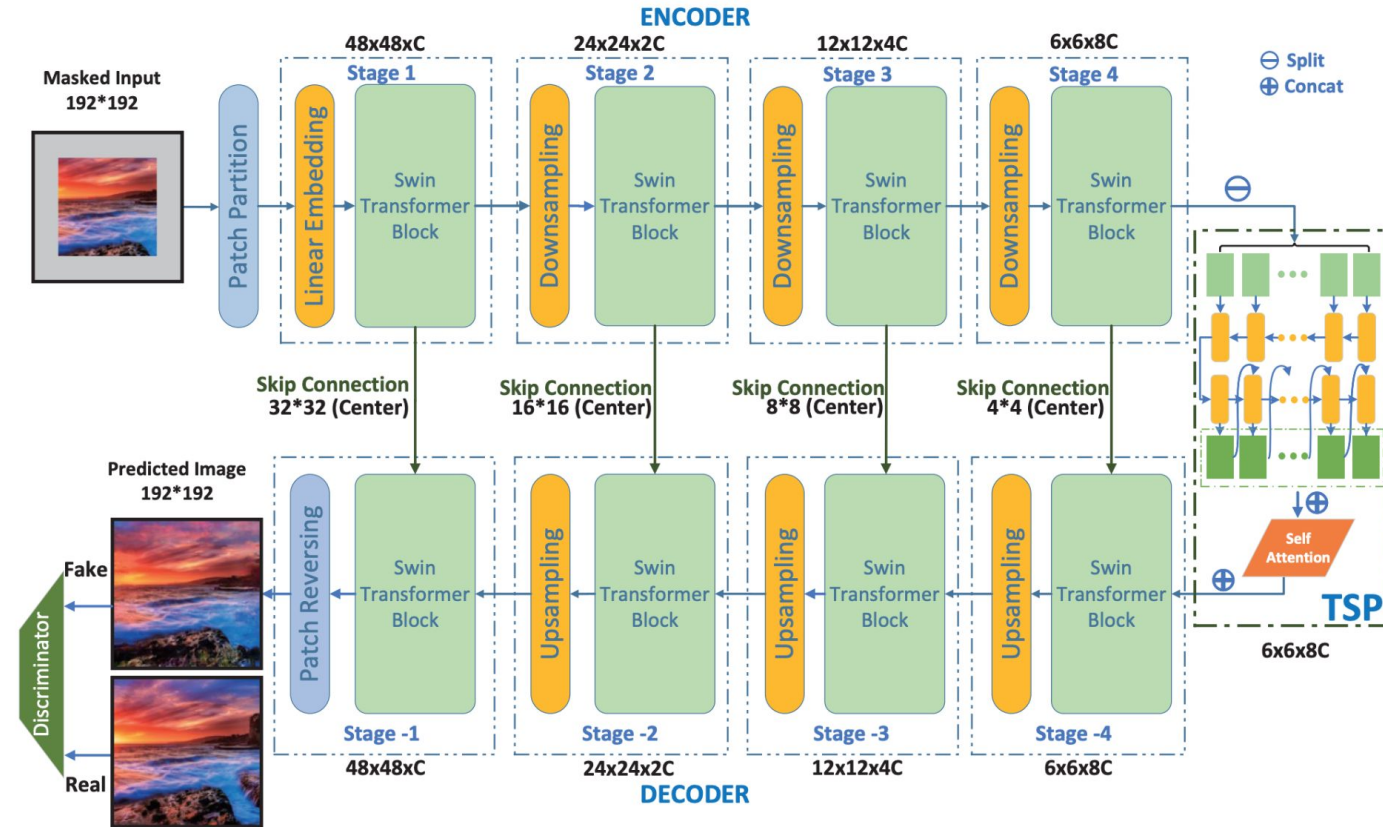 ENCODER
48x48xC
24x24x2C
12x12x4C
6x6x8C
Masked Input
192*192
Stage 1
Stage 2
Stage 3
Stage 4
Split
Concat
Patch Partition
Linear Embedding
Swin
Transformer
Block
Downsampling
Swin
Transformer
Block
Downsampling
Swin
Transformer
Block
Downsampling
Swin
Transformer
Block
Skip Connection
32*32 (Center)
Skip Connection
16*16 (Center)
Skip Connection
8*8 (Center)
Skip Connection
4*4 (Center)
Predicted Image
192*192
Fake
Discriminator
Real
Patch Reversing
Swin
Transformer
Block
Upsampling
Swin
Transformer
Block
Upsampling
Swin
Transformer
Block
Upsampling
Swin
Transformer
Block
Self
Attention
TSP
6x6x8C
Stage -1
Stage -2
Stage -3
Stage -4
48x48xC
24x24x2C
12x12x4C
6x6x8C
DECODER